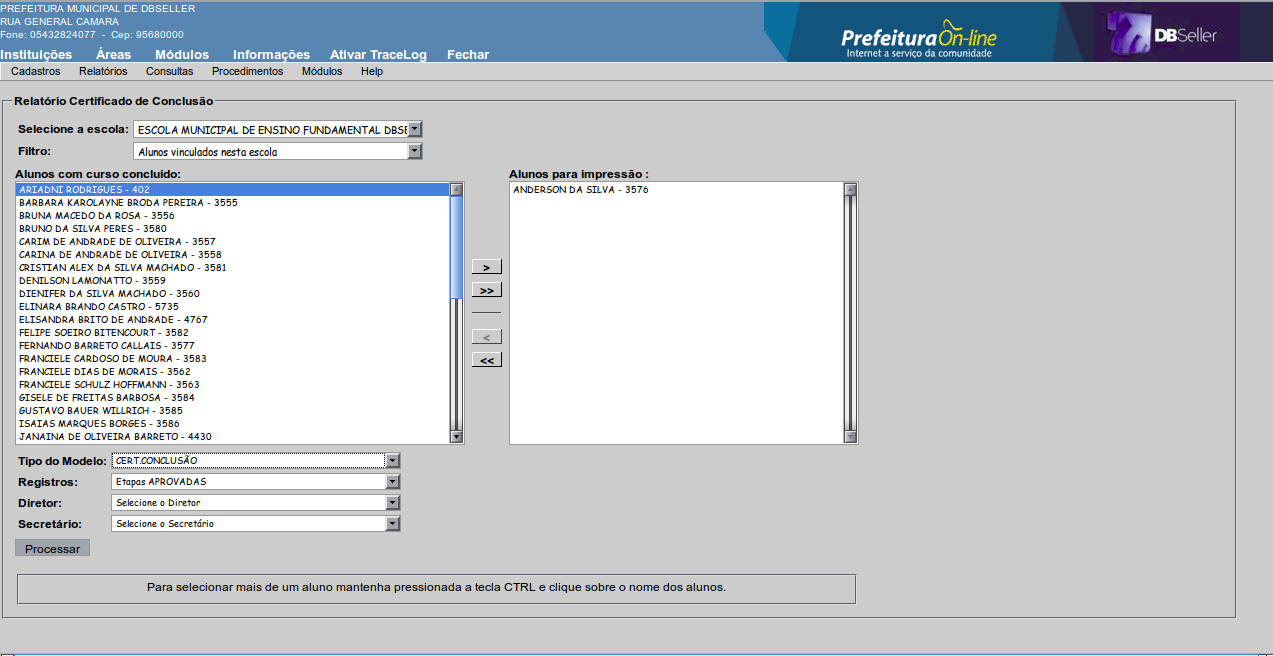 PREFEITURA MUNICIPAL DE DBSELLER
RUA GENERAL CAMARA
Fone: 05432824077 - Cep: 95680000
PrefeituraOn-line
Internet a serviço da comunidade
DBSeller
Instituições Áreas Módulos Informações Ativar TraceLog Fechar
Cadastros Relatórios Consultas Procedimentos Módulos Help
Relatório Certificado de Conclusão
Selecione a escola: ESCOLA MUNICIPAL DE ENSINO FUNDAMENTAL DBSE
Filtro: Alunos vinculados nesta escola
Alunos com curso concluído:
ARIADNI RODRIGUES - 402
BARBARA KAROLAYNE BRODA PEREIRA - 3555
BRUNA MACEDO DA ROSA - 3556
BRUNO DA SILVA PERES - 3580
CARIM DE ANDRADE DE OLIVEIRA - 3557
CARINA DE ANDRADE DE OLIVEIRA - 3558
CRISTIAN ALEX DA SILVA MACHADO - 3581
DENILSON LAMONATTO - 3559
DIENIFER DA SILVA MACHADO - 3560
ELINARA BRANDO CASTRO - 5735
ELISANDRA BRITO DE ANDRADE - 4767
FELIPE SOEIRO BITENCOURT - 3582
FERNANDO BARRETO CALLAIS - 3577
FRANCIELE CARDOSO DE MOURA - 3583
FRANCIELE DIAS DE MORAIS - 3562
FRANCIELE SCHULZ HOFFMANN - 3563
GISELE DE FREITAS BARBOSA - 3584
GUSTAVO BAUER WILLRICH - 3585
ISAIAS MARQUES BORGES - 3586
JANAINA DE OLIVEIRA BARRETO - 4430
>
>>
<
<<
Alunos para impressão :
ANDERSON DA SILVA - 3576
Tipo do Modelo: CERT.CONCLUSÃO
Registros: Etapas APROVADAS
Diretor: Selecione o Diretor
Secretário: Selecione o Secretário
Processar
Para selecionar mais de um aluno mantenha pressionada a tecla CTRL e clique sobre o nome dos alunos.